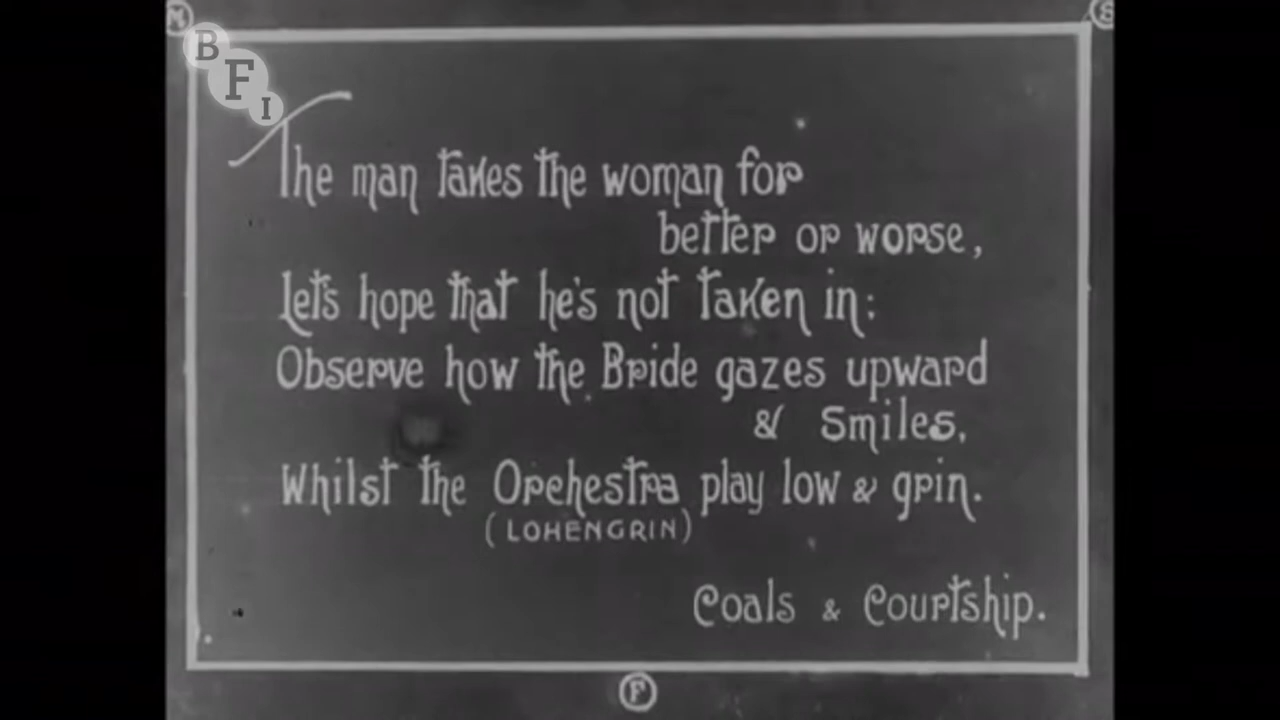 M
S
BFI
The man takes the woman for
better or worse,
Let's hope that he's not taken in:
Observe how the Bride gazes upward
& Smiles,
Whilst the Orchestra play low & grin.
(LOHENGRIN)
Coals & Courtship.
F